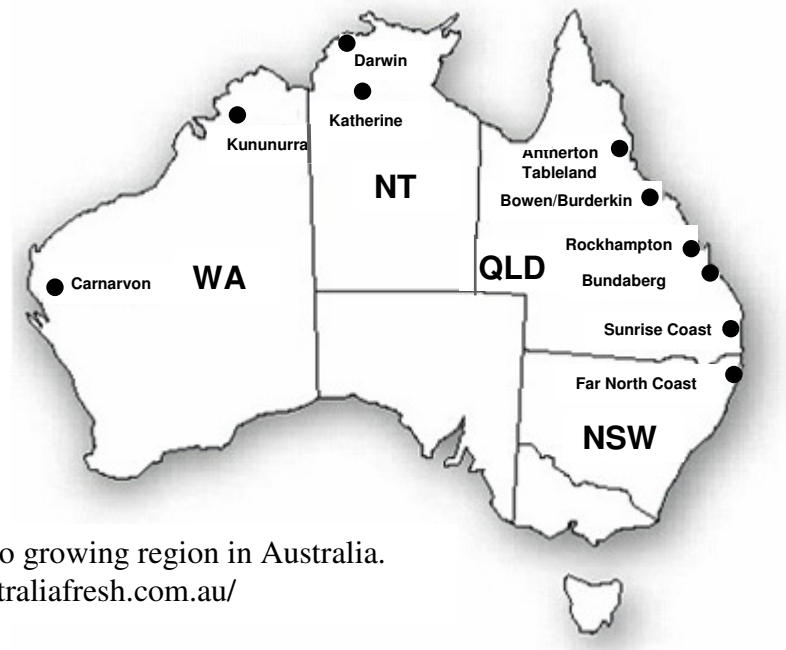 Darwin
Katherine
Kununurra
NT
Antherton
Tableland
Bowen/Burderkin
Rockhampton
QLD
Bundaberg
Carnarvon
WA
Sunrise Coast
Far North Coast
NSW
o growing region in Australia.
traliafresh.com.au/